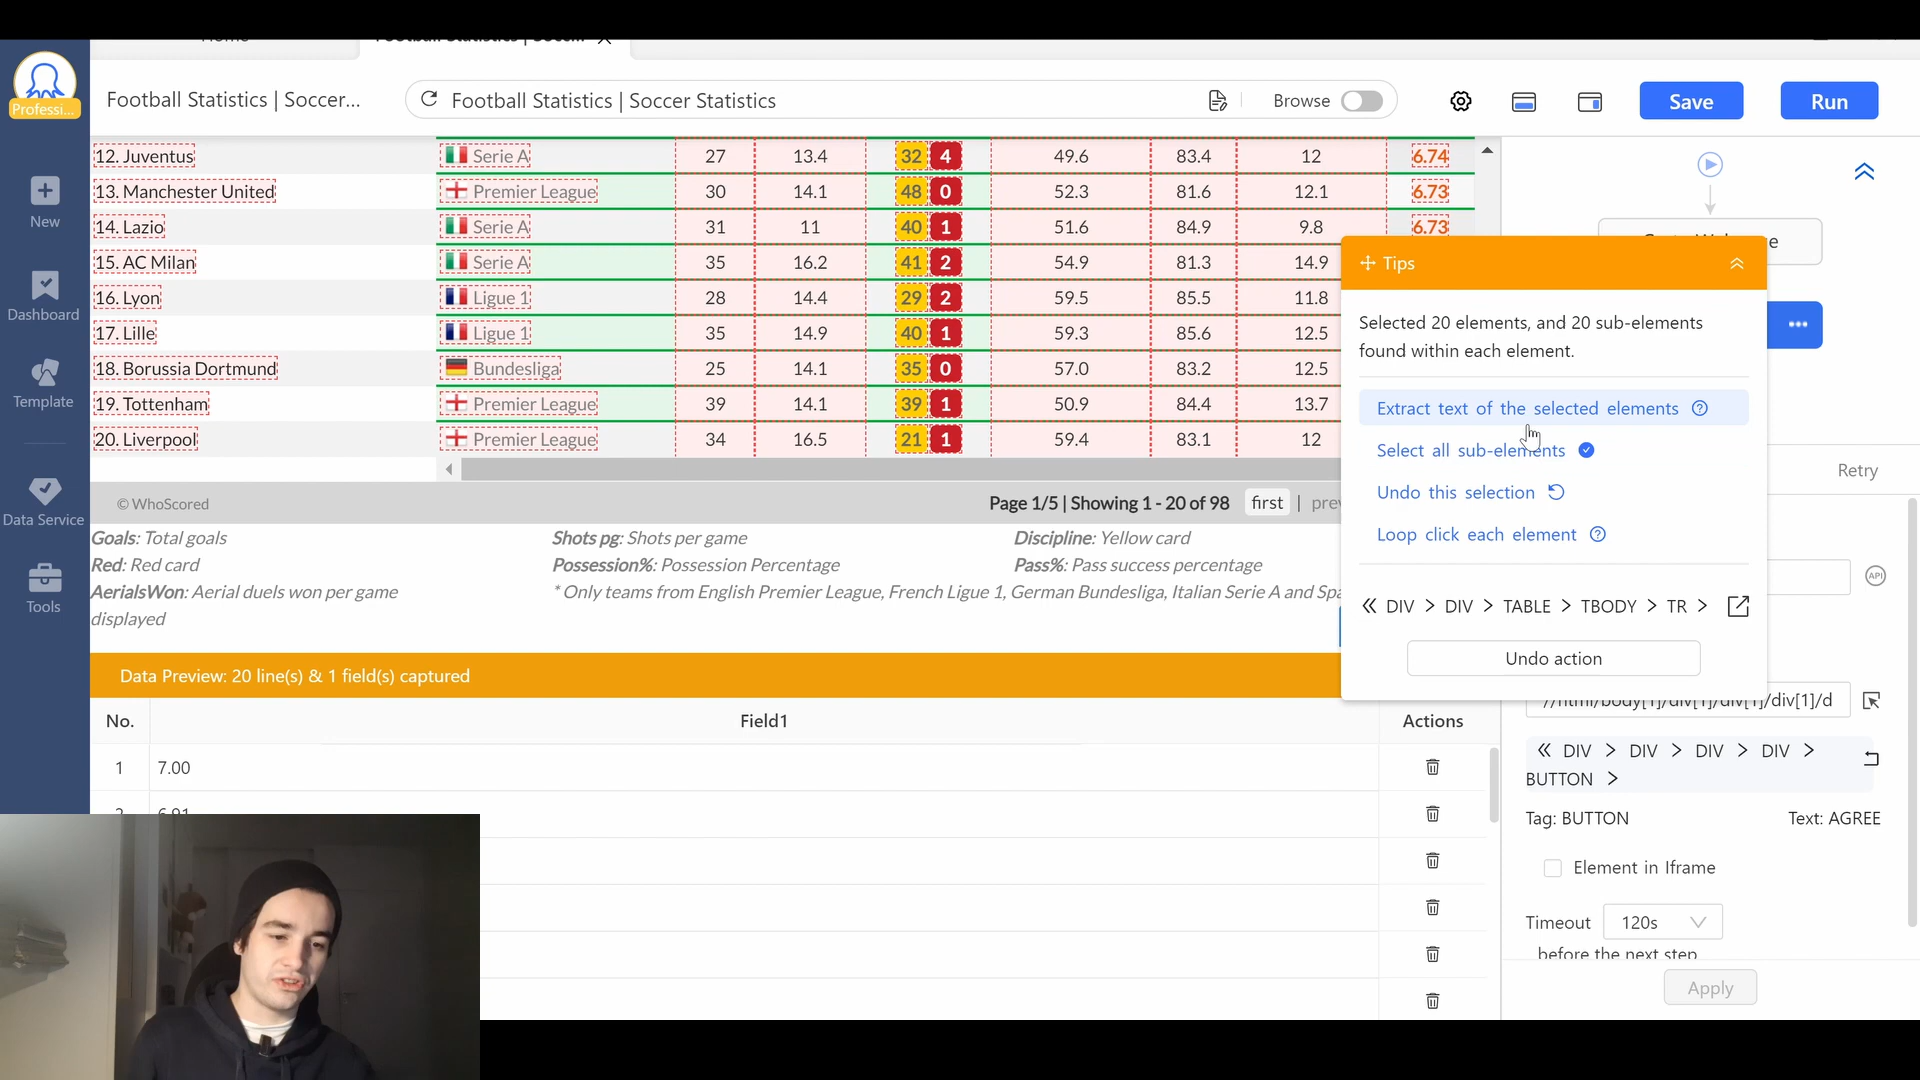 Professi...
New
Dashboard
Template
Data Service
Tools
Football Statistics | Soccer...
Football Statistics | Soccer Statistics
Browse
Save
Run
12. Juventus Serie A 27 13.4 32 4 49.6 83.4 12 6.74
13. Manchester United Premier League 30 14.1 48 0 52.3 81.6 12.1 6.73
14. Lazio Serie A 31 11 40 1 51.6 84.9 9.8 6.73
15. AC Milan Serie A 35 16.2 41 2 54.9 81.3 14.9
16. Lyon Ligue 1 28 14.4 29 2 59.5 85.5 11.8
17. Lille Ligue 1 35 14.9 40 1 59.3 85.6 12.5
18. Borussia Dortmund Bundesliga 25 14.1 35 0 57.0 83.2 12.5
19. Tottenham Premier League 39 14.1 39 1 50.9 84.4 13.7
20. Liverpool Premier League 34 16.5 21 1 59.4 83.1 12
© WhoScored
Page 1/5 | Showing 1 - 20 of 98 first | prev
Goals: Total goals
Shots pg: Shots per game
Discipline: Yellow card
Red: Red card
Possession%: Possession Percentage
Pass%: Pass success percentage
AerialsWon: Aerial duels won per game
displayed
* Only teams from English Premier League, French Ligue 1, German Bundesliga, Italian Serie A and Spa
Data Preview: 20 line(s) & 1 field(s) captured
No. Field1 Actions
1 7.00
2 6.91
Tips
Selected 20 elements, and 20 sub-elements
found within each element.
Extract text of the selected elements
Select all sub-elements
Undo this selection
Loop click each element
« DIV > DIV > TABLE > TBODY > TR >
Undo action
Retry
API
//html/body[1]/div[1]/div[1]/div[1]/d
« DIV > DIV > DIV > DIV >
BUTTON >
Tag: BUTTON
Text: AGREE
Element in Iframe
Timeout 120s
before the next step
Apply